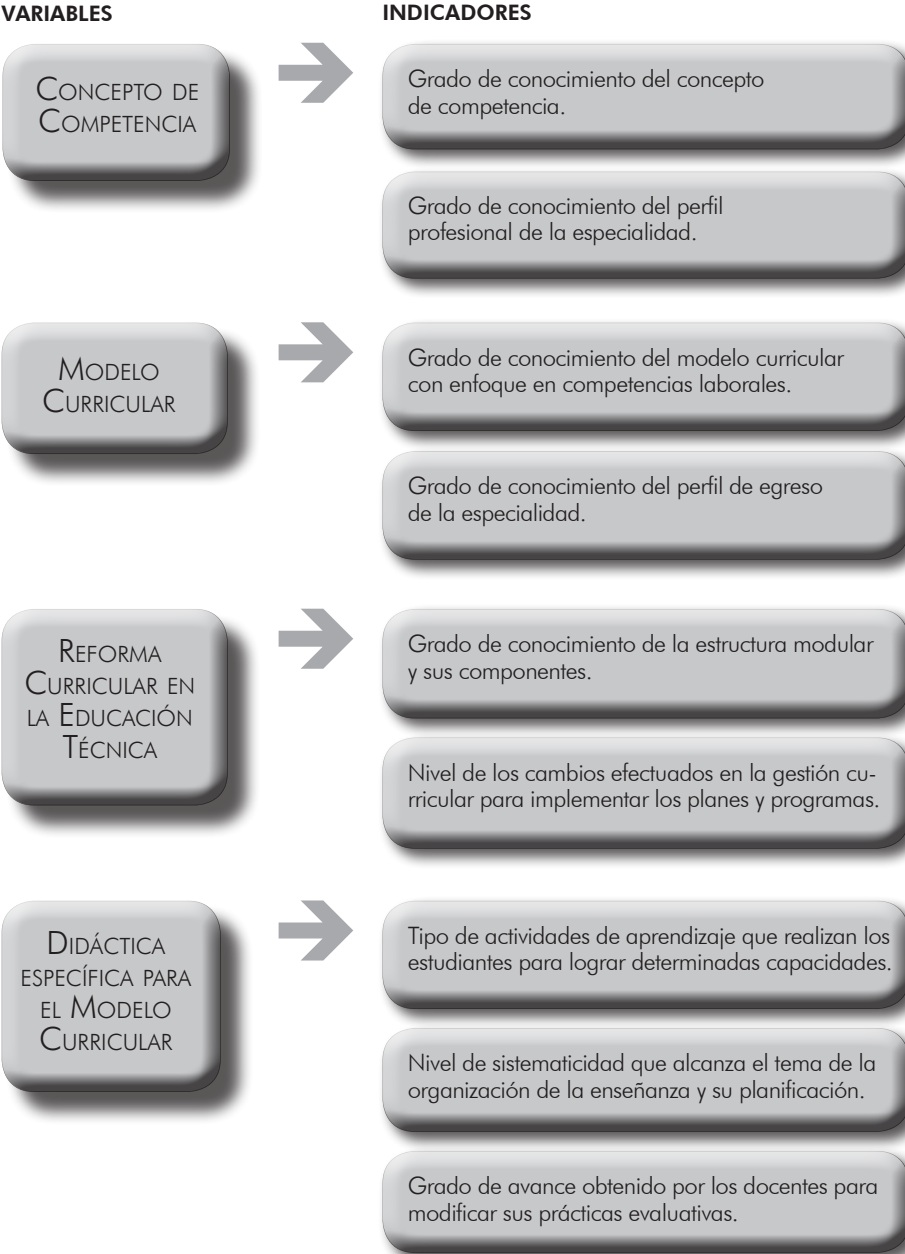 VARIABLES
INDICADORES
CONCEPTO DE
COMPETENCIA
Grado de conocimiento del concepto
de competencia.
Grado de conocimiento del perfil
profesional de la especialidad.
MODELO
CURRICULAR
Grado de conocimiento del modelo curricular
con enfoque en competencias laborales.
Grado de conocimiento del perfil de egreso
de la especialidad.
REFORMA
CURRICULAR EN
LA EDUCACIÓN
TÉCNICA
Grado de conocimiento de la estructura modular
y sus componentes.
Nivel de los cambios efectuados en la gestión cu-
rricular para implementar los planes y programas.
DIDÁCTICA
ESPECÍFICA PARA
EL MODELO
CURRICULAR
Tipo de actividades de aprendizaje que realizan los
estudiantes para lograr determinadas capacidades.
Nivel de sistematicidad que alcanza el tema de la
organización de la enseñanza y su planificación.
Grado de avance obtenido por los docentes para
modificar sus prácticas evaluativas.